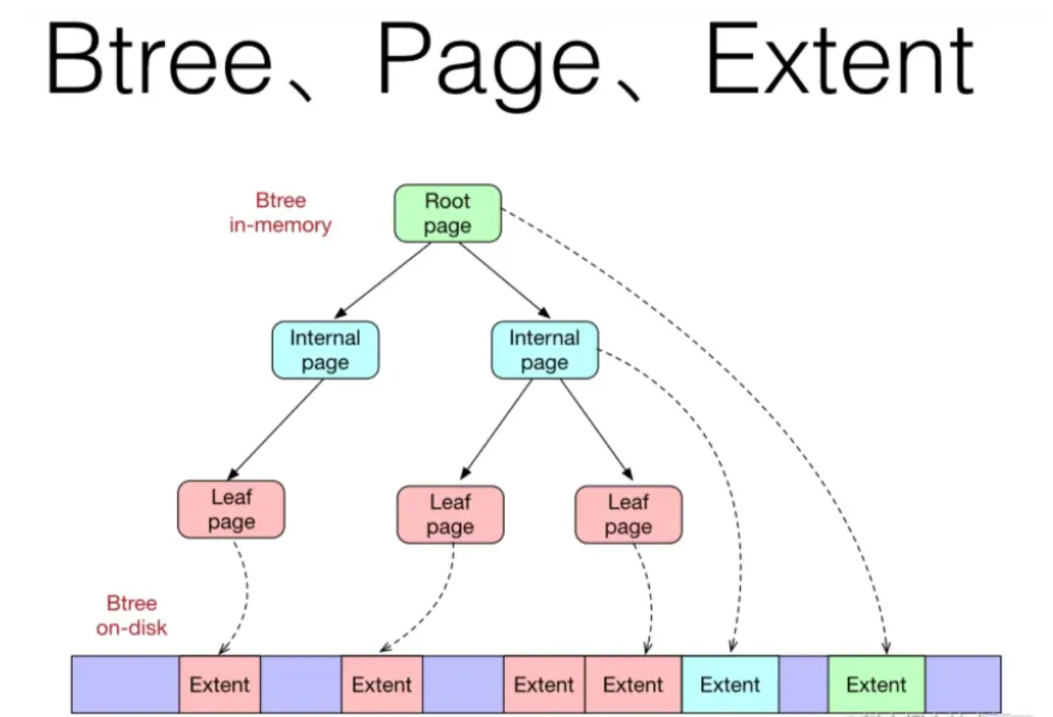 Btree、Page、Extent
Btree
in-memory
Root
page
Internal
page
Internal
page
Leaf
page
Leaf
page
Leaf
page
Btree
on-disk
Extent
Extent
Extent
Extent
Extent
Extent